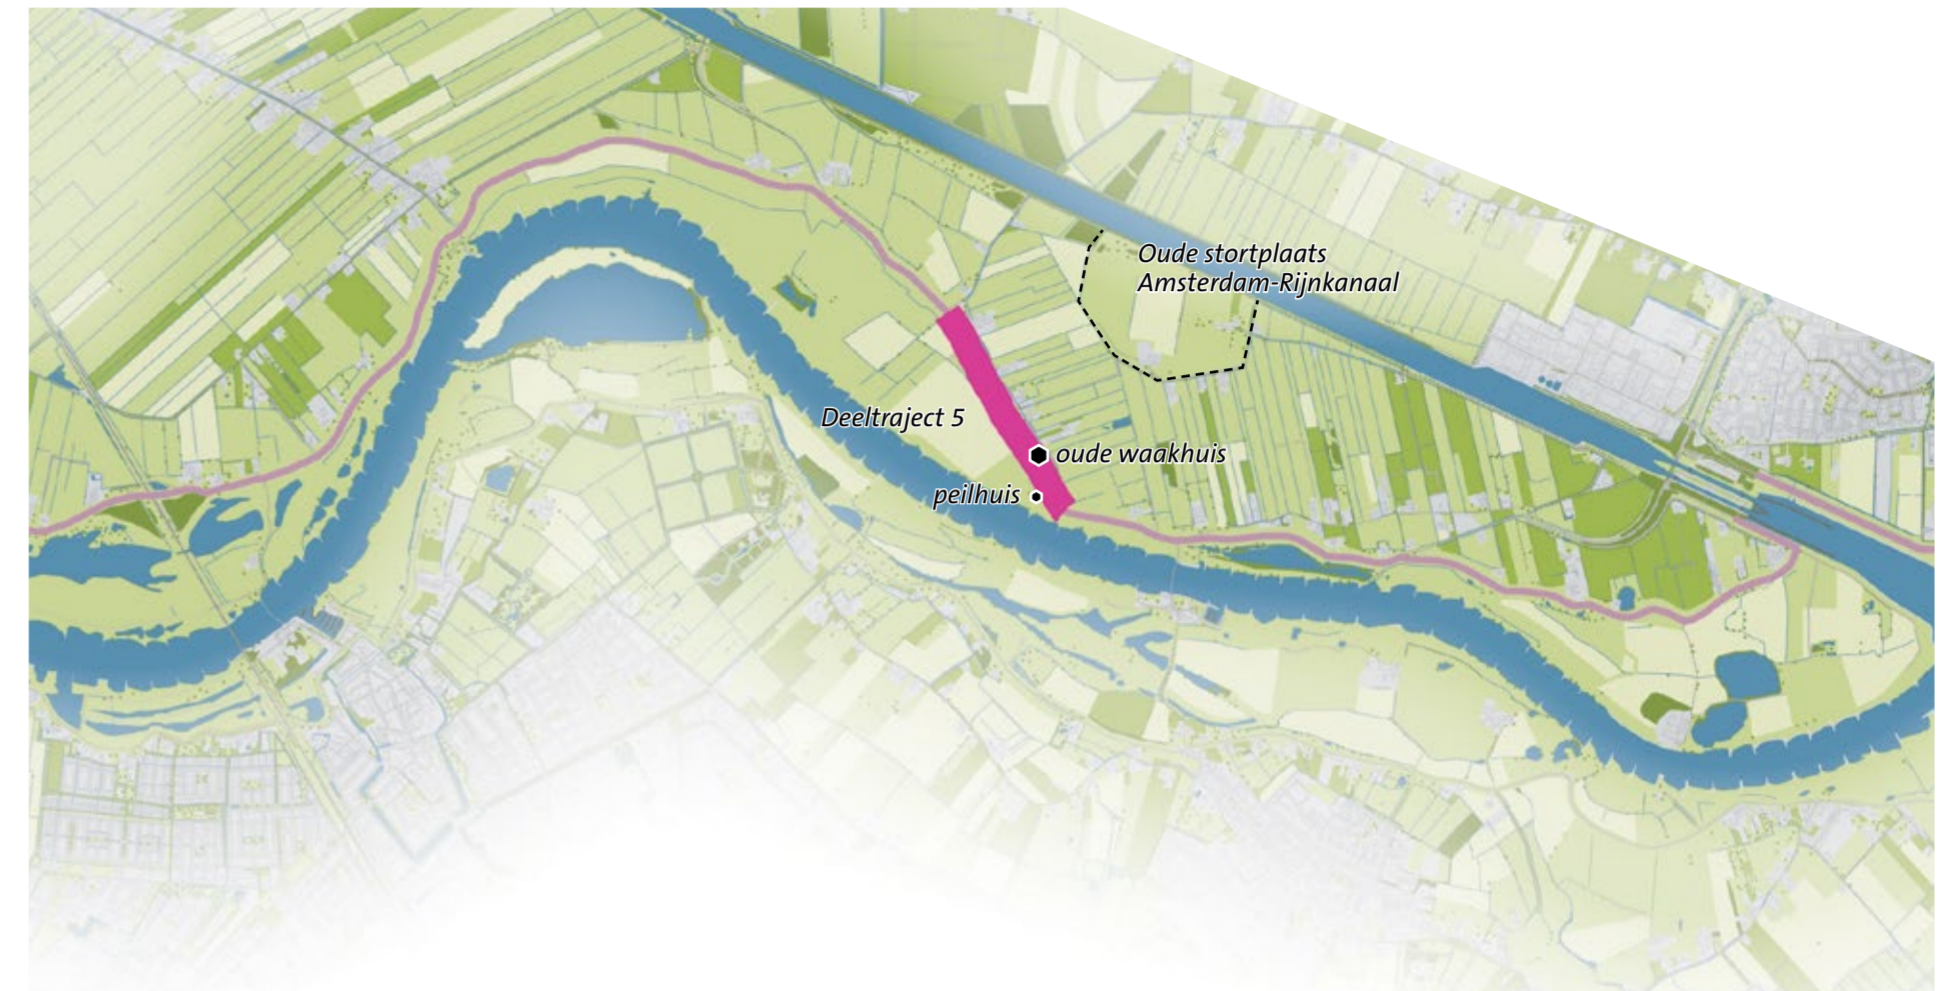 Oude stortplaats
Amsterdam-Rijnkanaal
Deeltraject 5
oude waakhuis
peilhuis